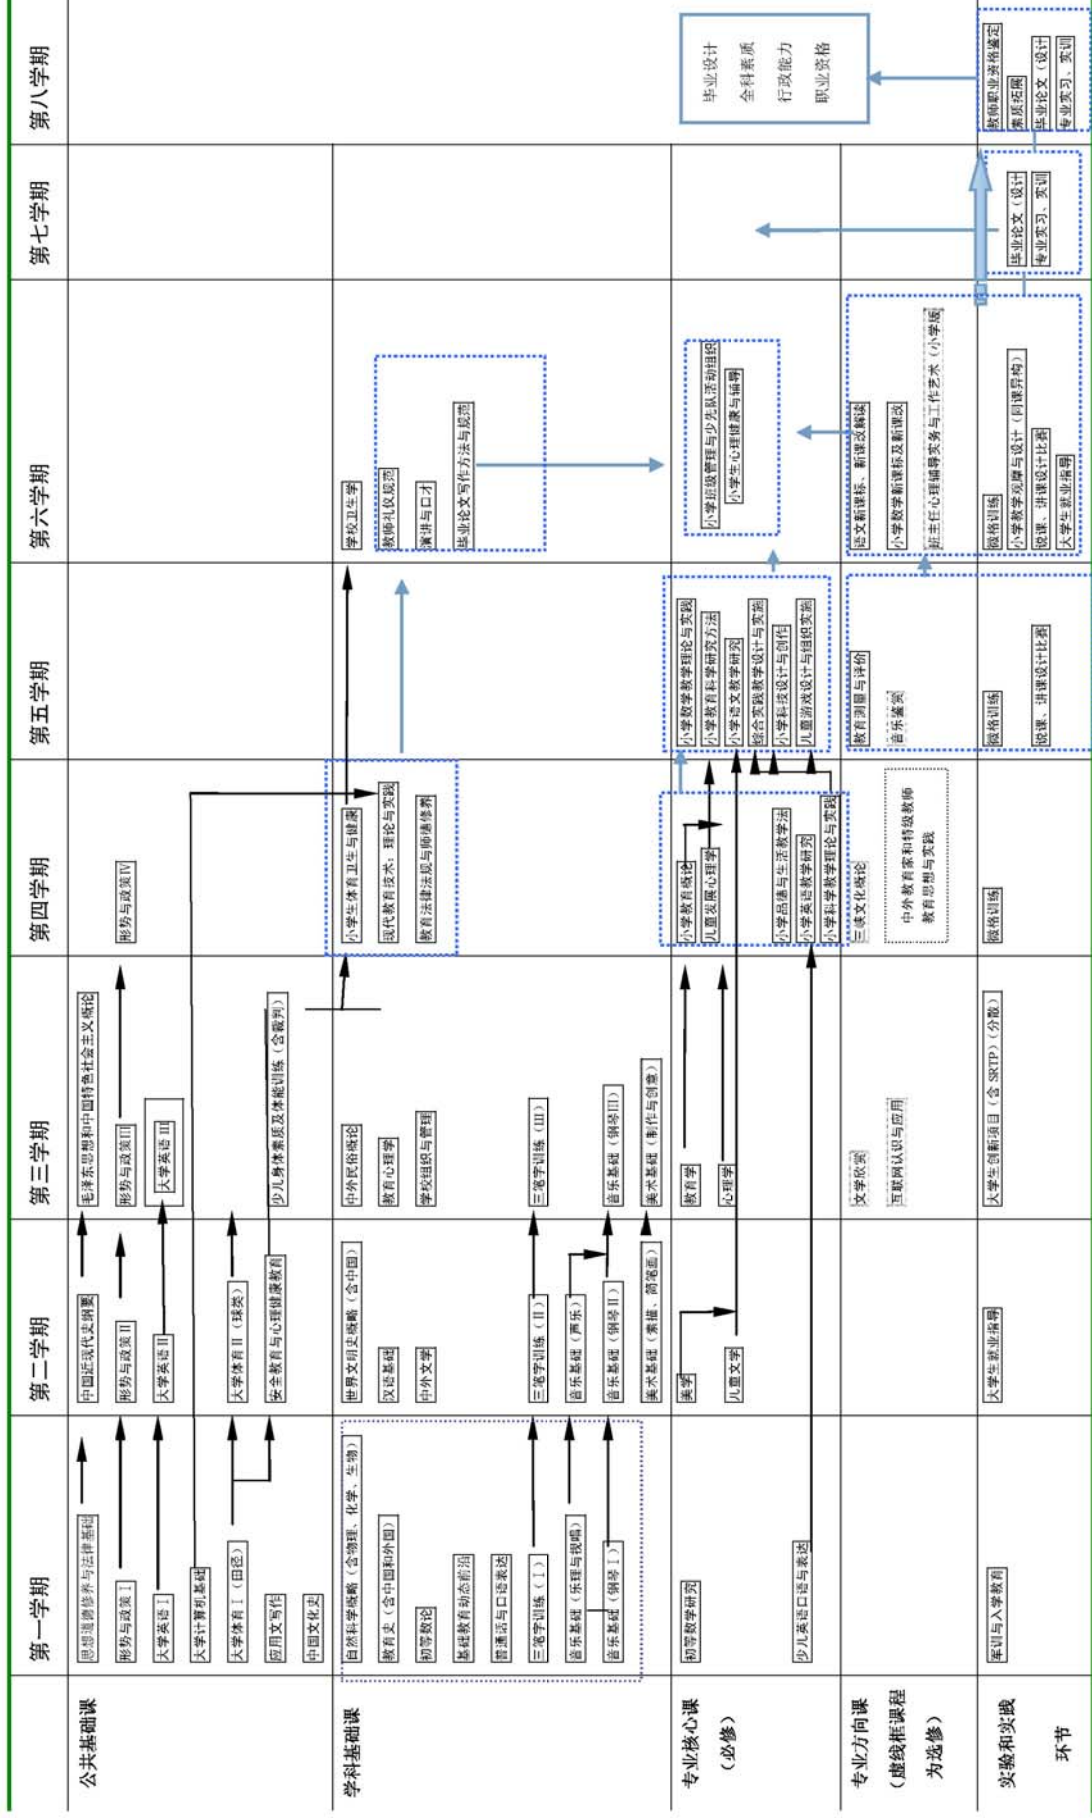 第一学期
第二学期
第三学期
第四学期
第五学期
第六学期
第七学期
第八学期
公共基础课
思想道德修养与法律基础
中国近现代史纲要
毛泽东思想和中国特色社会主义概论
形势与政策 I
形势与政策 II
形势与政策III
形势与政策IV
大学英语 I
大学英语 II
大学英语 III
大学计算机基础
大学体育 I（田径）
大学体育 II（球类）
应用文写作
安全教育与心理健康教育
少儿身体素质及体能训练（含裁判）
中国文化史
学科基础课
自然科学概略（含物理、化学、生物）
世界文明史概略（含中国）
中外民俗概论
小学生体育卫生与健康
学校卫生学
教育史（含中国和外国）
汉语基础
教育心理学
现代教育技术：理论与实践
教师礼仪规范
初等数论
中外文学
学校组织与管理
教育法律法规与师德修养
演讲与口才
基础教育动态前沿
毕业论文写作方法与规范
普通话与口语表达
三笔字训练（I）
三笔字训练（II）
三笔字训练（III）
音乐基础（乐理与视唱）
音乐基础（声乐）
音乐基础（钢琴 I）
音乐基础（钢琴 II）
音乐基础（钢琴III）
美术基础（素描、简笔画）
美术基础（制作与创意）
专业核心课
（必修）
初等数学研究
美学
教育学
小学教育概论
小学数学教学理论与实践
小学班级管理与少先队活动组织
毕业设计
儿童发展心理学
小学教育科学研究方法
小学生心理健康与辅导
全科素质
儿童文学
心理学
小学语文教学研究
行政能力
综合实践教学设计与实施
职业资格
小学品德与生活教学法
小学科技设计与创作
少儿英语口语与表达
小学英语教学研究
儿童游戏设计与组织实施
小学科学教学理论与实践
专业方向课
（虚线框课程
为选修）
文学欣赏
三峡文化概论
教育测量与评价
语文新课标、新课改解读
互联网认识与应用
中外教育家和特级教师
教育思想与实践
音乐鉴赏
小学数学新课标及新课改
班主任心理辅导实务与工作艺术（小学版
实验和实践
环节
军训与入学教育
大学生就业指导
大学生创新项目（含 SRTP）（分散）
微格训练
微格训练
说课、讲课设计比赛
微格训练
小学教学观摩与设计（同课异构）
说课、讲课设计比赛
大学生就业指导
毕业论文（设计
专业实习、实训
教师职业资格鉴定
素质拓展
毕业论文（设计
专业实习、实训